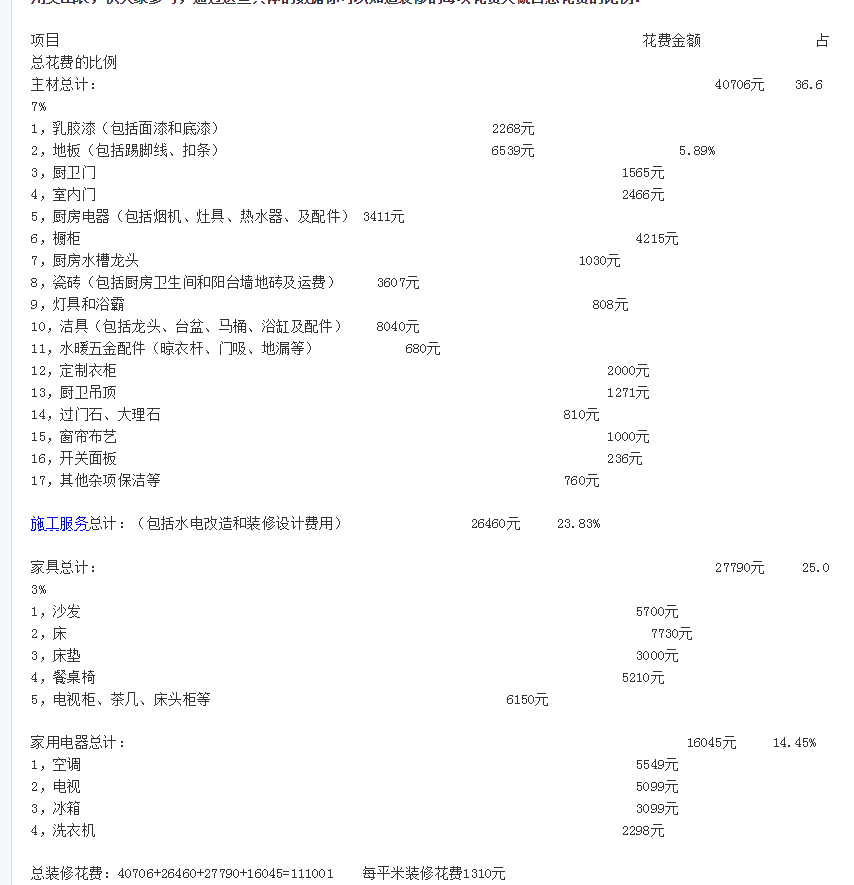 项目 花费金额 占
总花费的比例
主材总计： 40706元 36.6
7%
1，乳胶漆（包括面漆和底漆） 2268元
2，地板（包括踢脚线、扣条） 6539元 5.89%
3，厨卫门 1565元
4，室内门 2466元
5，厨房电器（包括烟机、灶具、热水器、及配件） 3411元
6，橱柜 4215元
7，厨房水槽龙头 1030元
8，瓷砖（包括厨房卫生间和阳台墙地砖及运费） 3607元
9，灯具和浴霸 808元
10，洁具（包括龙头、台盆、马桶、浴缸及配件） 8040元
11，水暖五金配件（晾衣杆、门吸、地漏等） 680元
12，定制衣柜 2000元
13，厨卫吊顶 1271元
14，过门石、大理石 810元
15，窗帘布艺 1000元
16，开关面板 236元
17，其他杂项保洁等 760元
施工服务总计：（包括水电改造和装修设计费用） 26460元 23.83%
家具总计： 27790元 25.0
3%
1，沙发 5700元
2，床 7730元
3，床垫 3000元
4，餐桌椅 5210元
5，电视柜、茶几、床头柜等 6150元
家用电器总计： 16045元 14.45%
1，空调 5549元
2，电视 5099元
3，冰箱 3099元
4，洗衣机 2298元
总装修花费：40706+26460+27790+16045=111001 每平米装修花费1310元